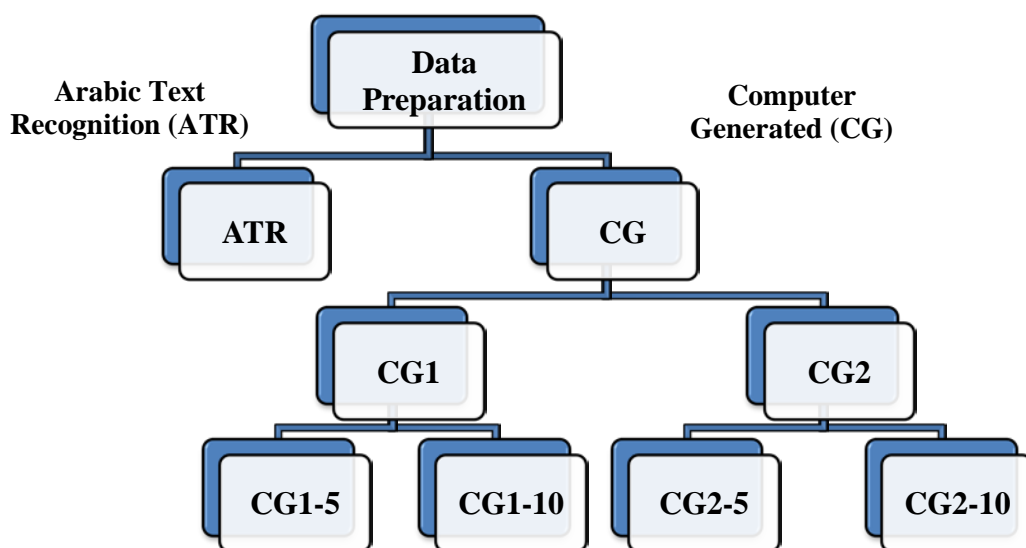 Data
Preparation
Arabic Text
Recognition (ATR)
Computer
Generated (CG)
ATR
CG
CG1
CG2
CG1-5
CG1-10
CG2-5
CG2-10